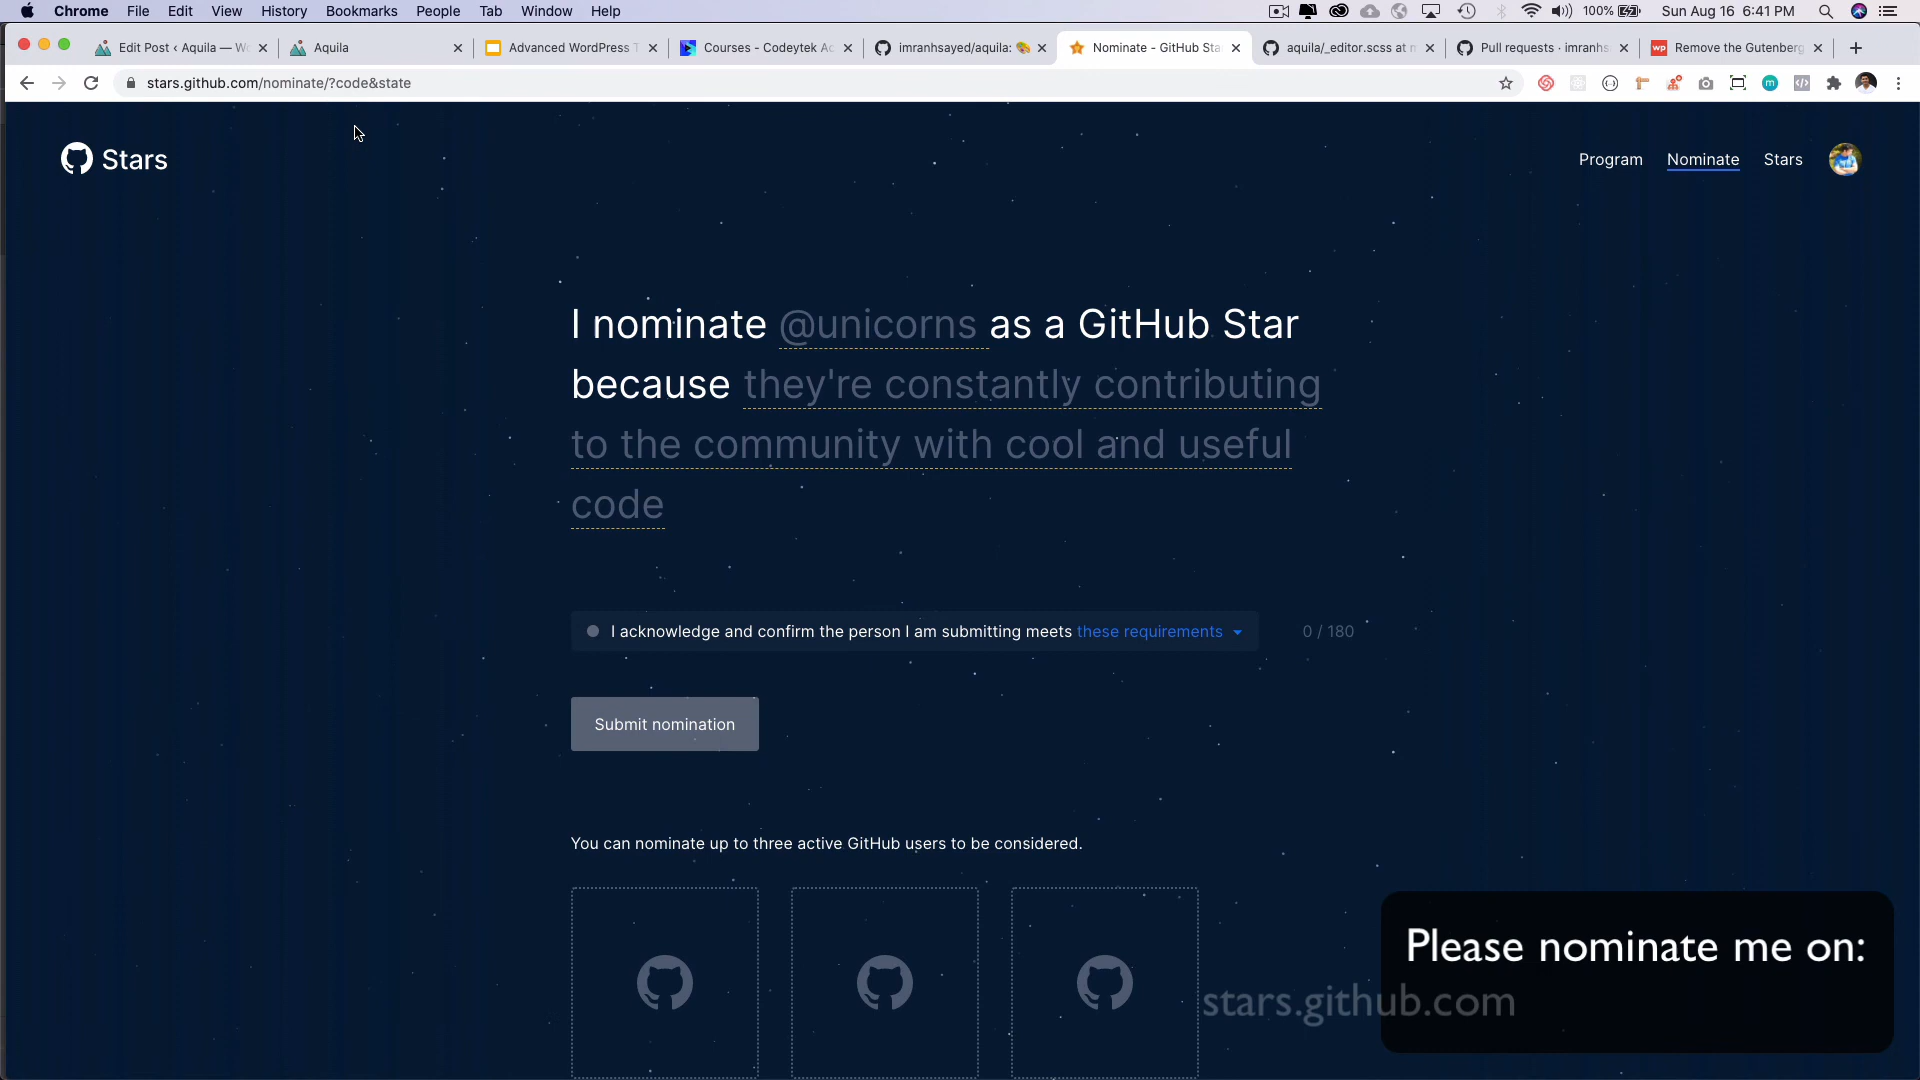 Chrome File Edit View History Bookmarks People Tab Window Help 100% Sun Aug 16 6:41 PM
Edit Post ‹ Aquila — Wo Aquila Advanced WordPress T Courses - Codeytek Ac imranhsayed/aquila: 🎨 Nominate - GitHub Sta aquila/_editor.scss at m Pull requests · imranhs wp Remove the Gutenberg
stars.github.com/nominate/?code&state
Stars
Program Nominate Stars
I nominate @unicorns as a GitHub Star
because they're constantly contributing
to the community with cool and useful
code
I acknowledge and confirm the person I am submitting meets these requirements 0 / 180
Submit nomination
You can nominate up to three active GitHub users to be considered.
Please nominate me on:
stars.github.com